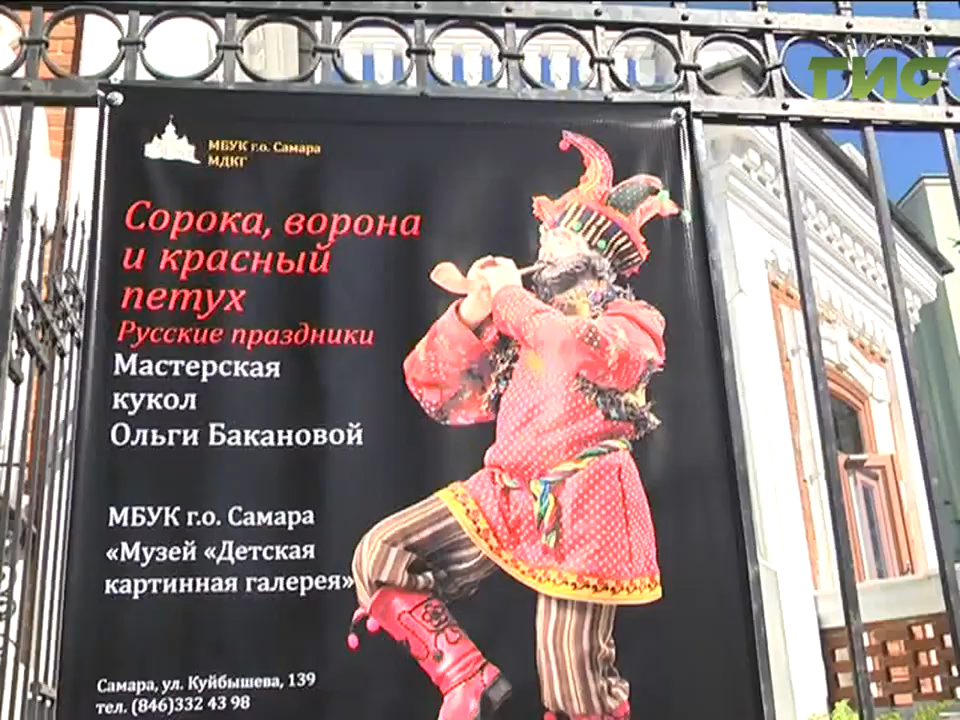 САМАРА
ГИС
МБУК г.о. Самара
МДКГ
Сорока, ворона
и красный
петух
Русские праздники
Мастерская
кукол
Ольги Бакановой
МБУК г.о. Самара
«Музей «Детская
картинная галерея»
Самара, ул. Куйбышева, 139
тел. (846)332 43 98